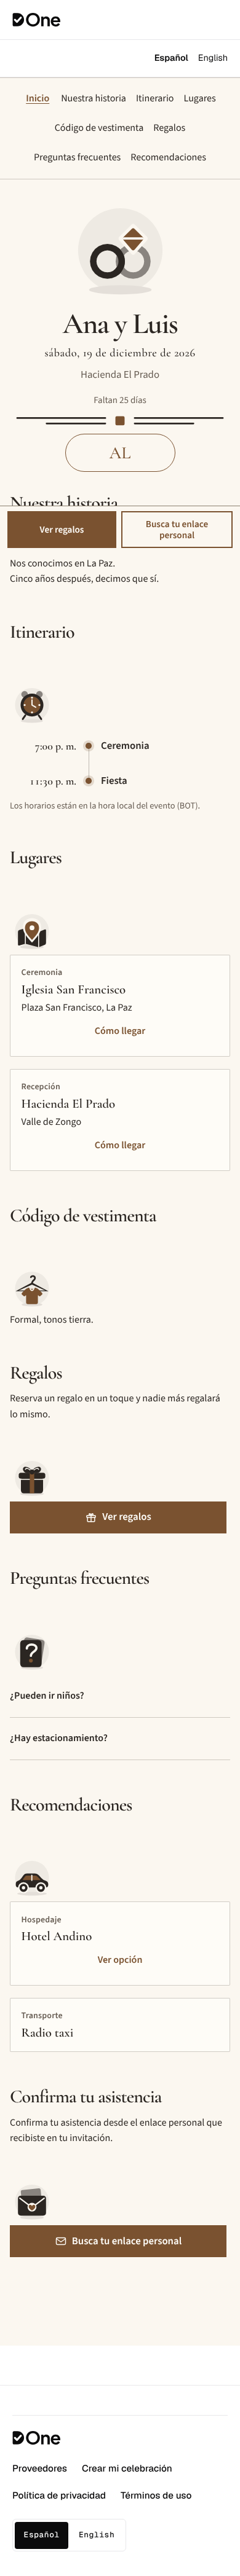 One
Español English
Inicio Nuestra historia Itinerario Lugares
Código de vestimenta Regalos
Preguntas frecuentes Recomendaciones
Ana y Luis
sábado, 19 de diciembre de 2026
Hacienda El Prado
Faltan 25 días
AL
Nuestra historia
Ver regalos
Busca tu enlace
personal
Nos conocimos en La Paz.
Cinco años después, decimos que sí.
Itinerario
7:00 p. m. Ceremonia
11:30 p. m. Fiesta
Los horarios están en la hora local del evento (BOT).
Lugares
Ceremonia
Iglesia San Francisco
Plaza San Francisco, La Paz
Cómo llegar
Recepción
Hacienda El Prado
Valle de Zongo
Cómo llegar
Código de vestimenta
Formal, tonos tierra.
Regalos
Reserva un regalo en un toque y nadie más regalará
lo mismo.
Ver regalos
Preguntas frecuentes
?
¿Pueden ir niños?
¿Hay estacionamiento?
Recomendaciones
Hospedaje
Hotel Andino
Ver opción
Transporte
Radio taxi
Confirma tu asistencia
Confirma tu asistencia desde el enlace personal que
recibiste en tu invitación.
Busca tu enlace personal
One
Proveedores Crear mi celebración
Política de privacidad Términos de uso
Español English